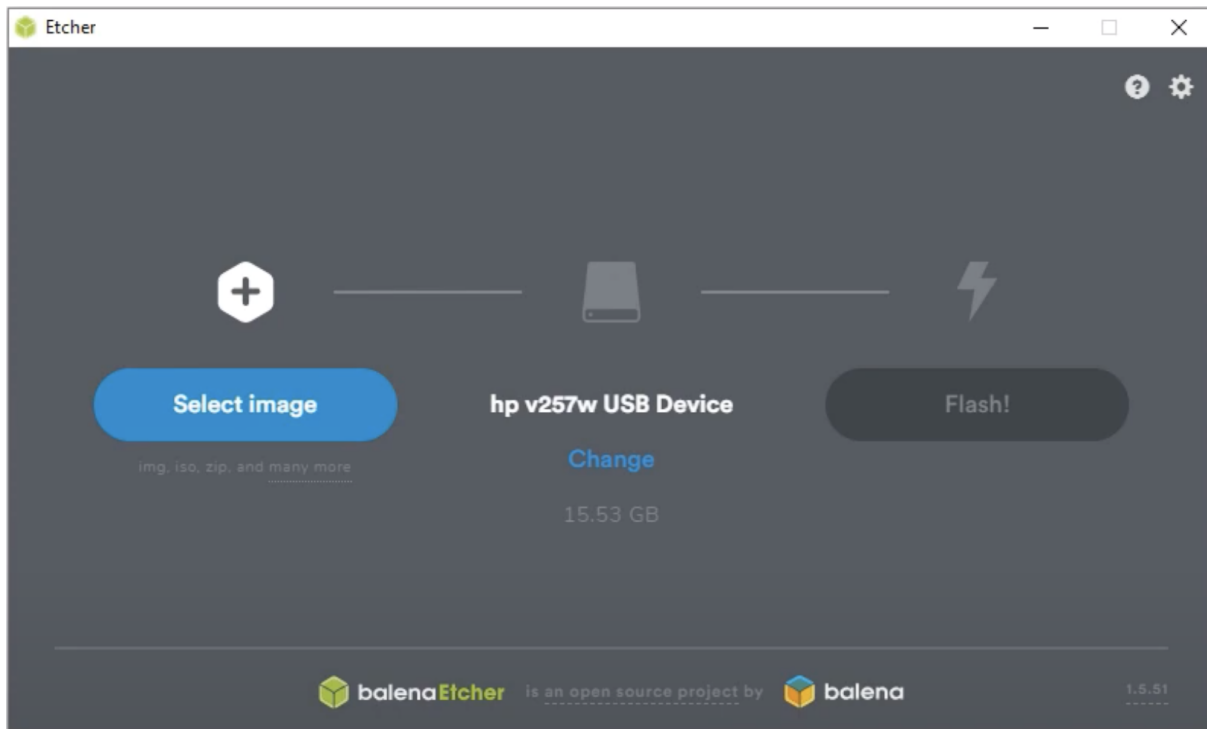 Etcher
Select image
hp v257w USB Device
Flash!
img, iso, zip, and many more
Change
15.53 GB
balenaEtcher is an open source project by balena
1.5.51